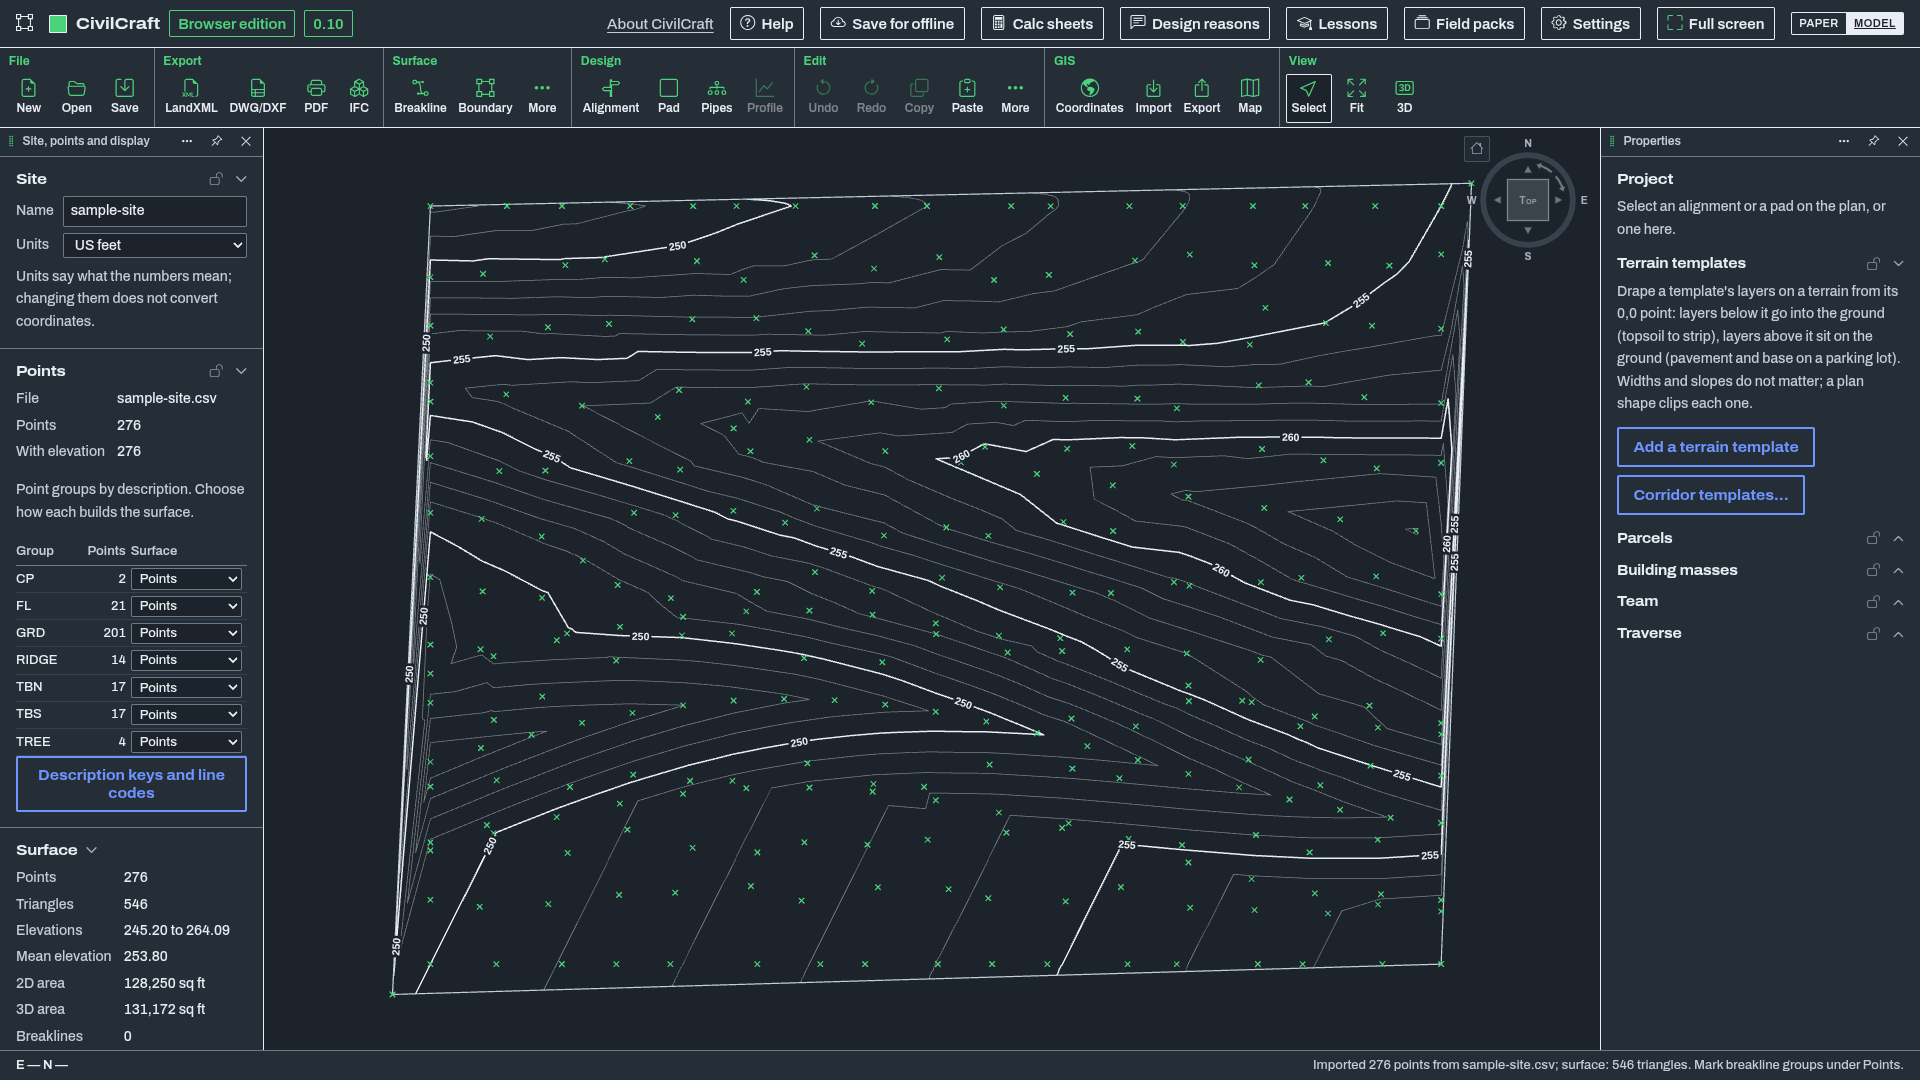 CivilCraft Browser edition 0.10 About CivilCraft Help Save for offline Calc sheets Design reasons Lessons Field packs Settings Full screen PAPER MODEL
File Export Surface Design Edit GIS View
New Open Save LandXML DWG/DXF PDF IFC Breakline Boundary More Alignment Pad Pipes Profile Undo Redo Copy Paste More Coordinates Import Export Map Select Fit 3D
Site, points and display
Site
Name sample-site
Units US feet
Units say what the numbers mean;
changing them does not convert
coordinates.
Points
File sample-site.csv
Points 276
With elevation 276
Point groups by description. Choose
how each builds the surface.
Group Points Surface
CP 2 Points
FL 21 Points
GRD 201 Points
RIDGE 14 Points
TBN 17 Points
TBS 17 Points
TREE 4 Points
Description keys and line
codes
Surface
Points 276
Triangles 546
Elevations 245.20 to 264.09
Mean elevation 253.80
2D area 128,250 sq ft
3D area 131,172 sq ft
Breaklines 0
250
255
255
250
255
255
255
260
255
260
255
260
255
260
255
250
250
250
255
250
250
255
250
255
255
250
N
W TOP E
S
Properties
Project
Select an alignment or a pad on the plan, or
one here.
Terrain templates
Drape a template's layers on a terrain from its
0,0 point: layers below it go into the ground
(topsoil to strip), layers above it sit on the
ground (pavement and base on a parking lot).
Widths and slopes do not matter; a plan
shape clips each one.
Add a terrain template
Corridor templates...
Parcels
Building masses
Team
Traverse
E — N —
Imported 276 points from sample-site.csv; surface: 546 triangles. Mark breakline groups under Points.